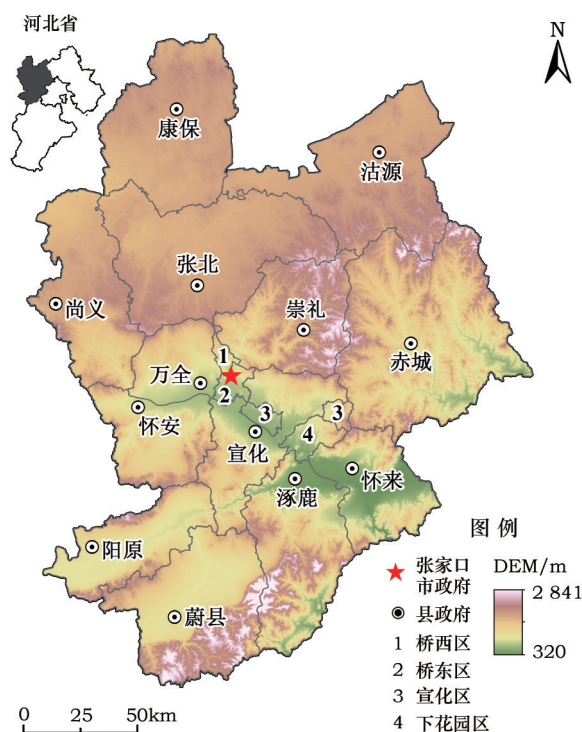 河北省
N
康保
沽源
张北
尚义
崇礼
赤城
1
万全
2
怀安
3
3
4
宣化
怀来
涿鹿
阳原
蔚县
图 例
张家口
市政府
县政府
1 桥西区
2 桥东区
3 宣化区
4 下花园区
DEM/m
2 841
320
0 25 50km